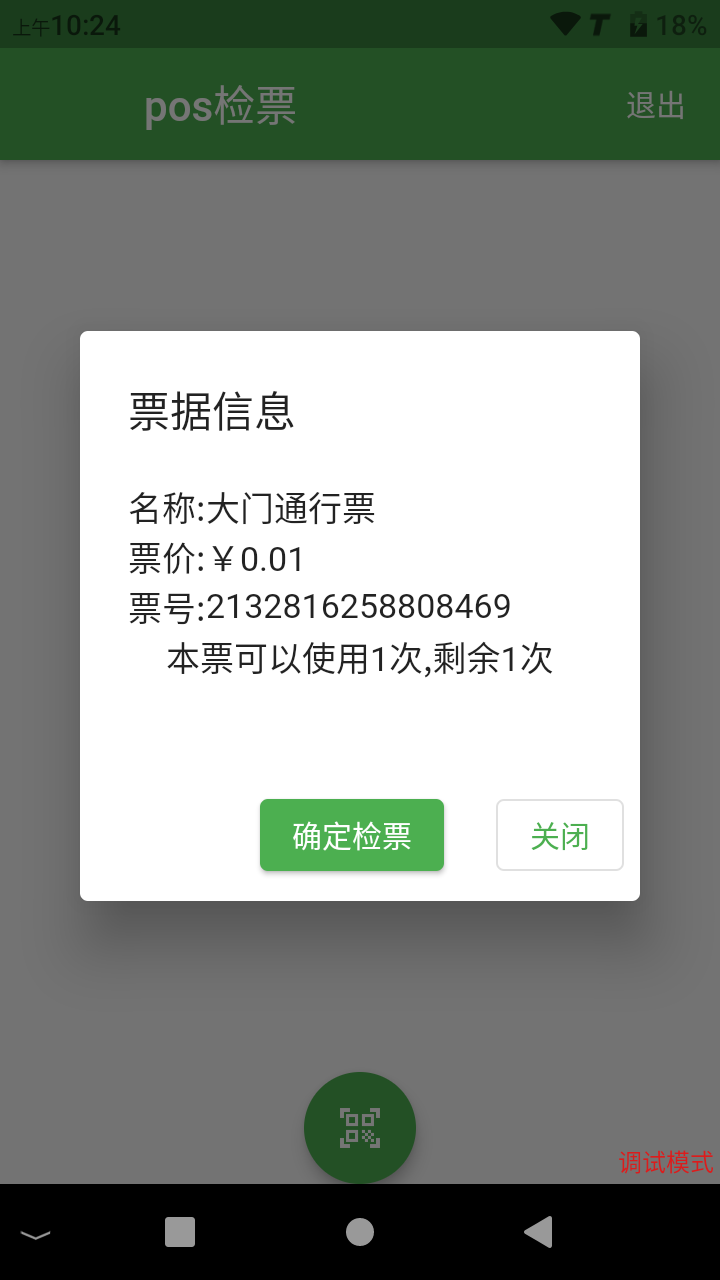 上午10:24
18%
pos检票
退出
票据信息
名称:大门通行票
票价:￥0.01
票号:2132816258808469
本票可以使用1次,剩余1次
确定检票
关闭
调试模式